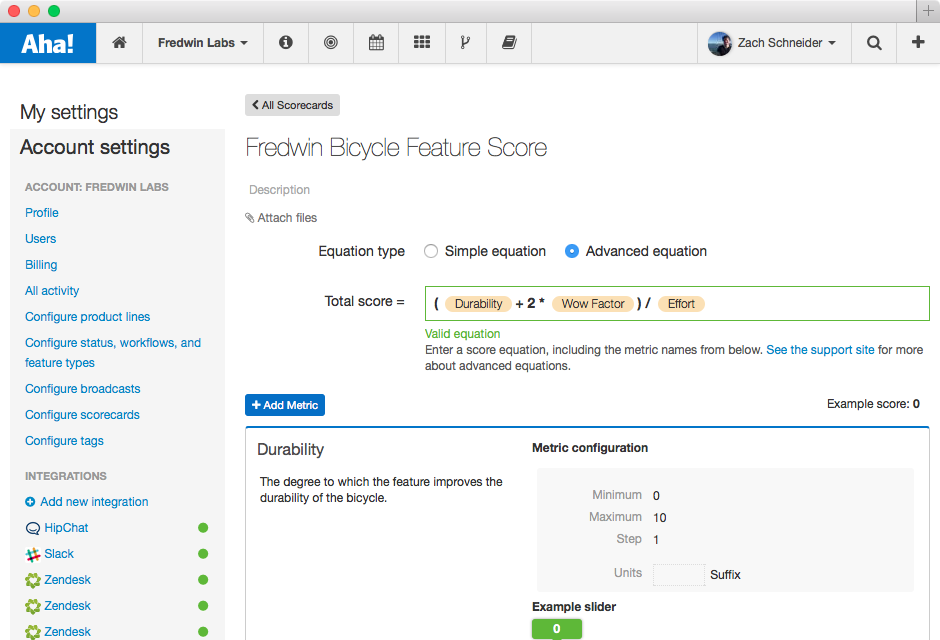 Aha!
Fredwin Labs
Zach Schneider
My settings
Account settings
ACCOUNT: FREDWIN LABS
Profile
Users
Billing
All activity
Configure product lines
Configure status, workflows, and
feature types
Configure broadcasts
Configure scorecards
Configure tags
INTEGRATIONS
Add new integration
HipChat
Slack
Zendesk
Zendesk
Zendesk
All Scorecards
Fredwin Bicycle Feature Score
Description
Attach files
Equation type Simple equation Advanced equation
Total score = ( Durability + 2 * Wow Factor ) / Effort
Valid equation
Enter a score equation, including the metric names from below. See the support site for more
about advanced equations.
+ Add Metric
Example score: 0
Durability
The degree to which the feature improves the
durability of the bicycle.
Metric configuration
Minimum 0
Maximum 10
Step 1
Units Suffix
Example slider
0